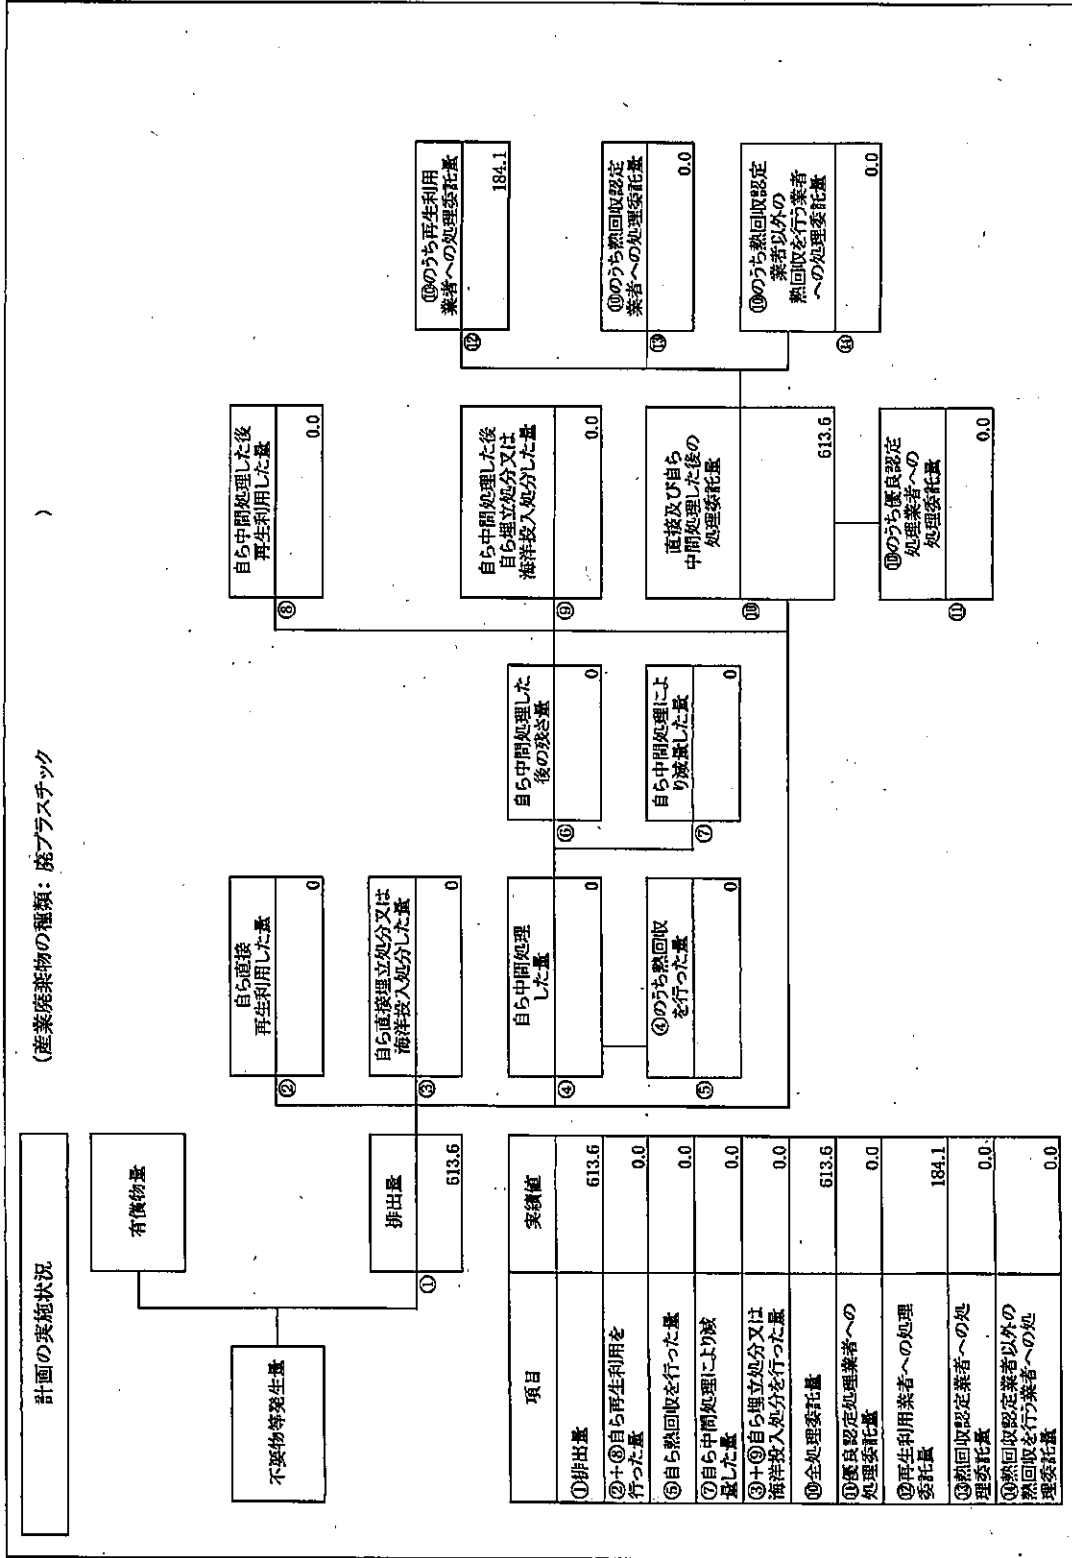 計画の実施状況
(産業廃棄物の種類: 廃プラスチック
)
不要物等発生量
有償物量
①
排出量
613.6
②
自ら直接
再生利用した量
0
③
自ら直接埋立処分又は
海洋投入処分した量
0
④
自ら中間処理
した量
0
⑤
④のうち熱回収
を行った量
0
⑥
自ら中間処理した
後の残さ量
0
⑦
自ら中間処理によ
り減量した量
0
⑧
自ら中間処理した後
再生利用した量
0.0
⑨
自ら中間処理した後
自ら埋立処分又は
海洋投入処分した量
0.0
⑩
直接及び自ら
中間処理した後の
処理委託量
613.6
⑪
⑩のうち優良認定
処理業者への
処理委託量
0.0
⑫
⑩のうち再生利用
業者への処理委託量
184.1
⑬
⑩のうち熱回収認定
業者への処理委託量
0.0
⑭
⑩のうち熱回収認定
業者以外の
熱回収を行う業者
への処理委託量
0.0
項目
実績値
①排出量
613.6
②+⑧自ら再生利用を
行った量
0.0
⑤自ら熱回収を行った量
0.0
⑦自ら中間処理により減
量した量
0.0
③+⑨自ら埋立処分又は
海洋投入処分を行った量
0.0
⑩全処理委託量
613.6
⑪優良認定処理業者への
処理委託量
0.0
⑫再生利用業者への処理
委託量
184.1
⑬熱回収認定業者への処
理委託量
0.0
⑭熱回収認定業者以外の
熱回収を行う業者への処
理委託量
0.0